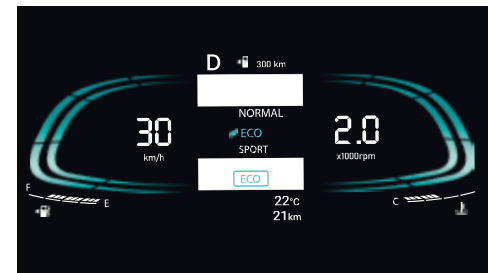 D 300 km
NORMAL
30 ECO 2.0
km/h SPORT x1000rpm
ECO
F E 22°C C
21km